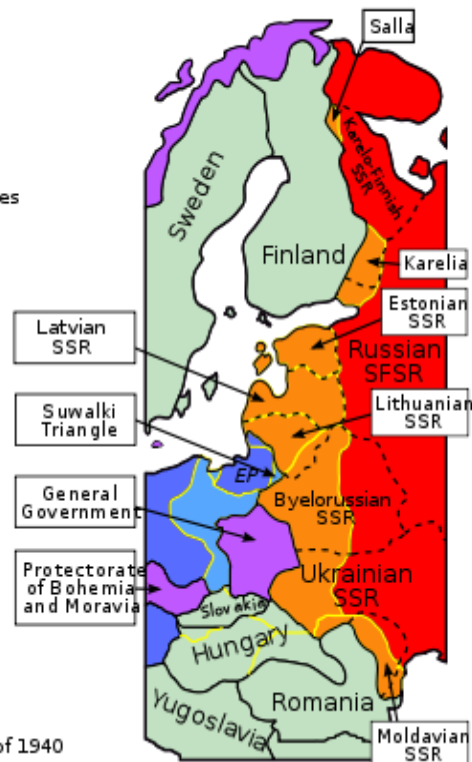 Salla
es
Karelo-Finnish
SSR
Sweden
Finland
Karelia
Estonian
SSR
Latvian
SSR
Russian
SFSR
Lithuanian
SSR
Suwalki
Triangle
EP
General
Government
Byelorussian
SSR
Protectorate
of Bohemia
and Moravia
Ukrainian
SSR
Slovakia
Hungary
Romania
Yugoslavia
Moldavian
SSR
of 1940